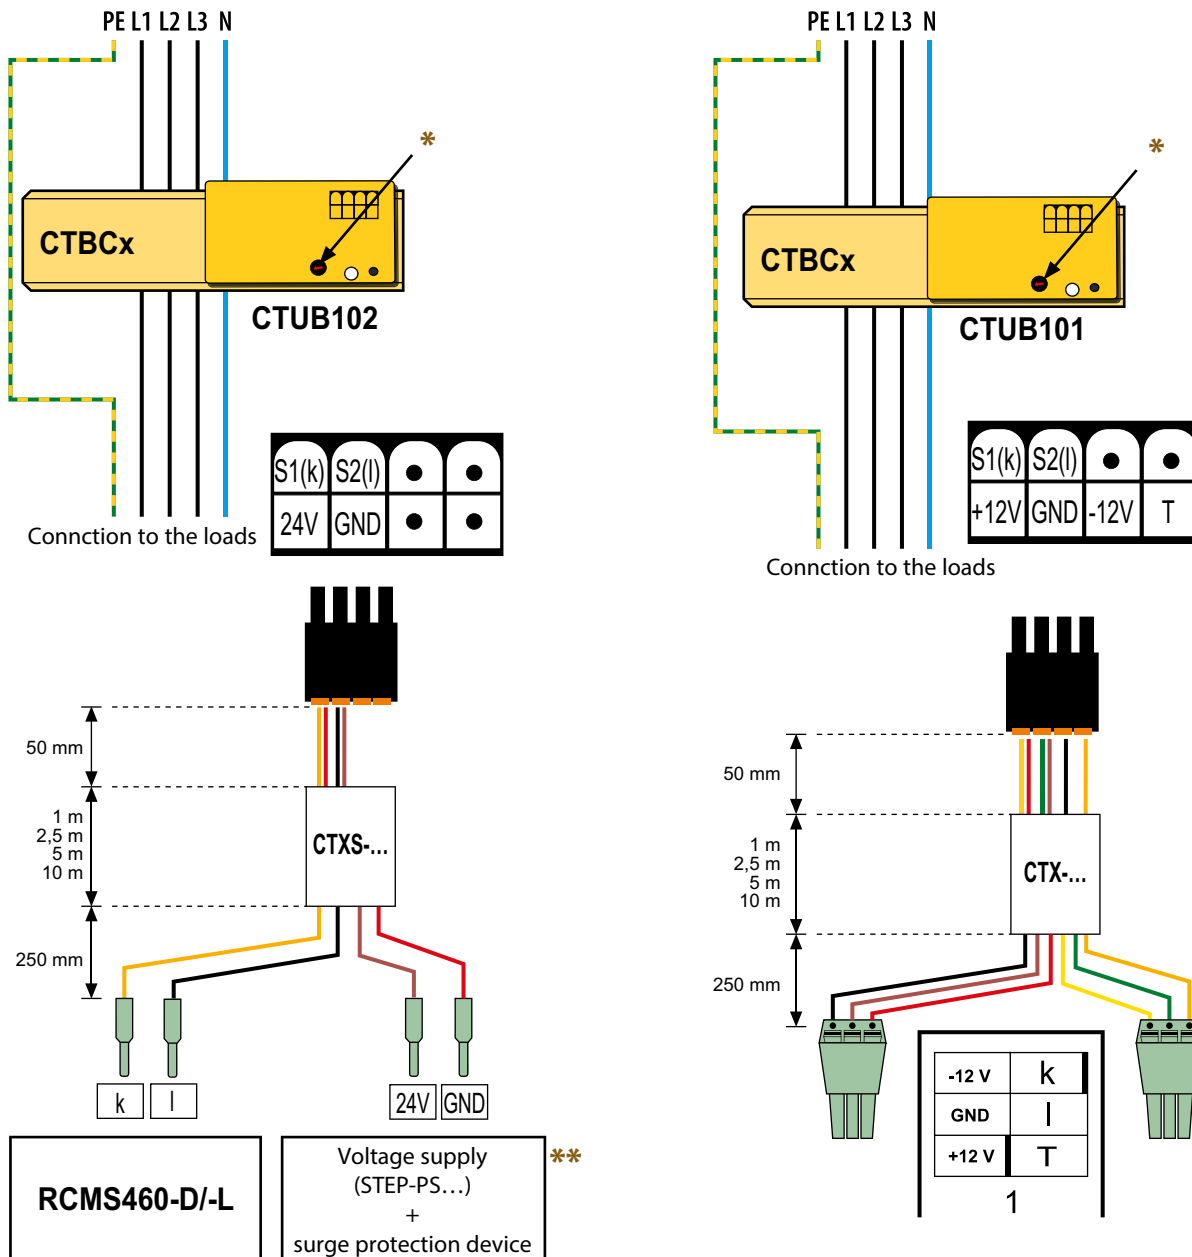 PE L1 L2 L3 N
*
CTBCx
CTUB102
S1(k) S2(l)
24V GND
Connction to the loads
50 mm
1 m
2,5 m
5 m
10 m
CTXS-...
250 mm
k l 24V GND
RCMS460-D/-L
Voltage supply
(STEP-PS...)
+
surge protection device
**
PE L1 L2 L3 N
*
CTBCx
CTUB101
S1(k) S2(l)
+12V GND -12V T
Connction to the loads
50 mm
1 m
2,5 m
5 m
10 m
CTX-...
250 mm
-12 V k
GND l
+12 V T
1